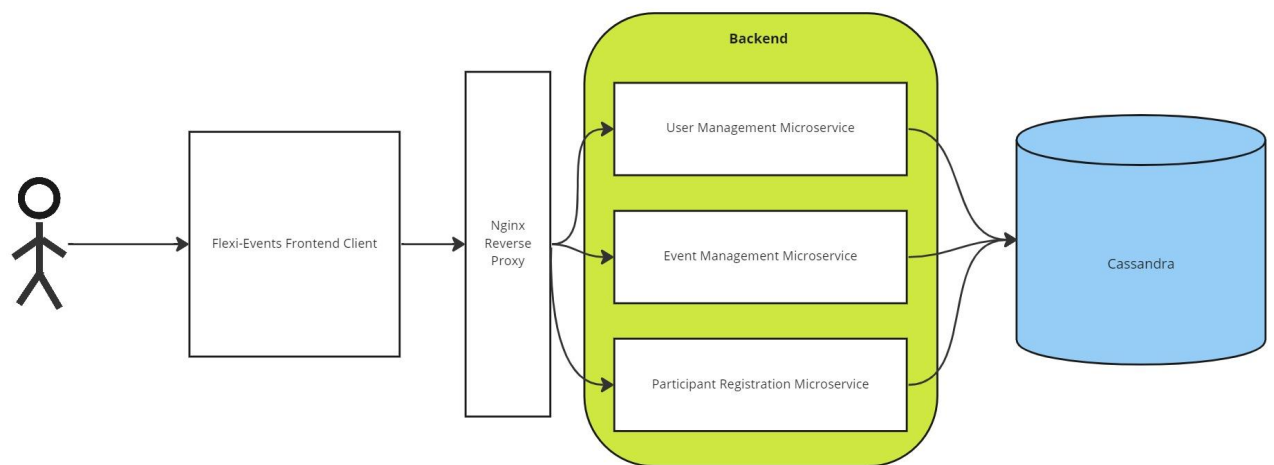 Backend
User Management Microservice
Flexi-Events Frontend Client
Nginx
Reverse
Proxy
Event Management Microservice
Cassandra
Participant Registration Microservice